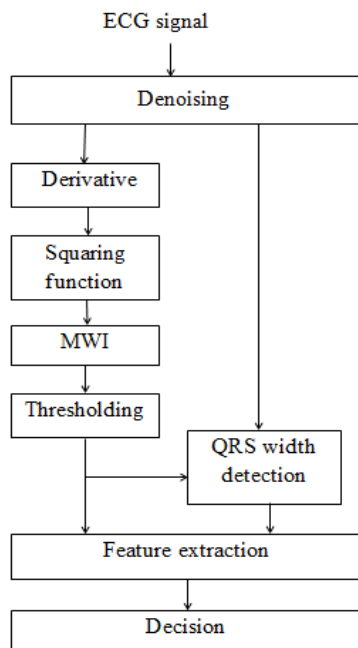 ECG signal
Denoising
Derivative
Squaring
function
MWI
Thresholding
QRS width
detection
Feature extraction
Decision